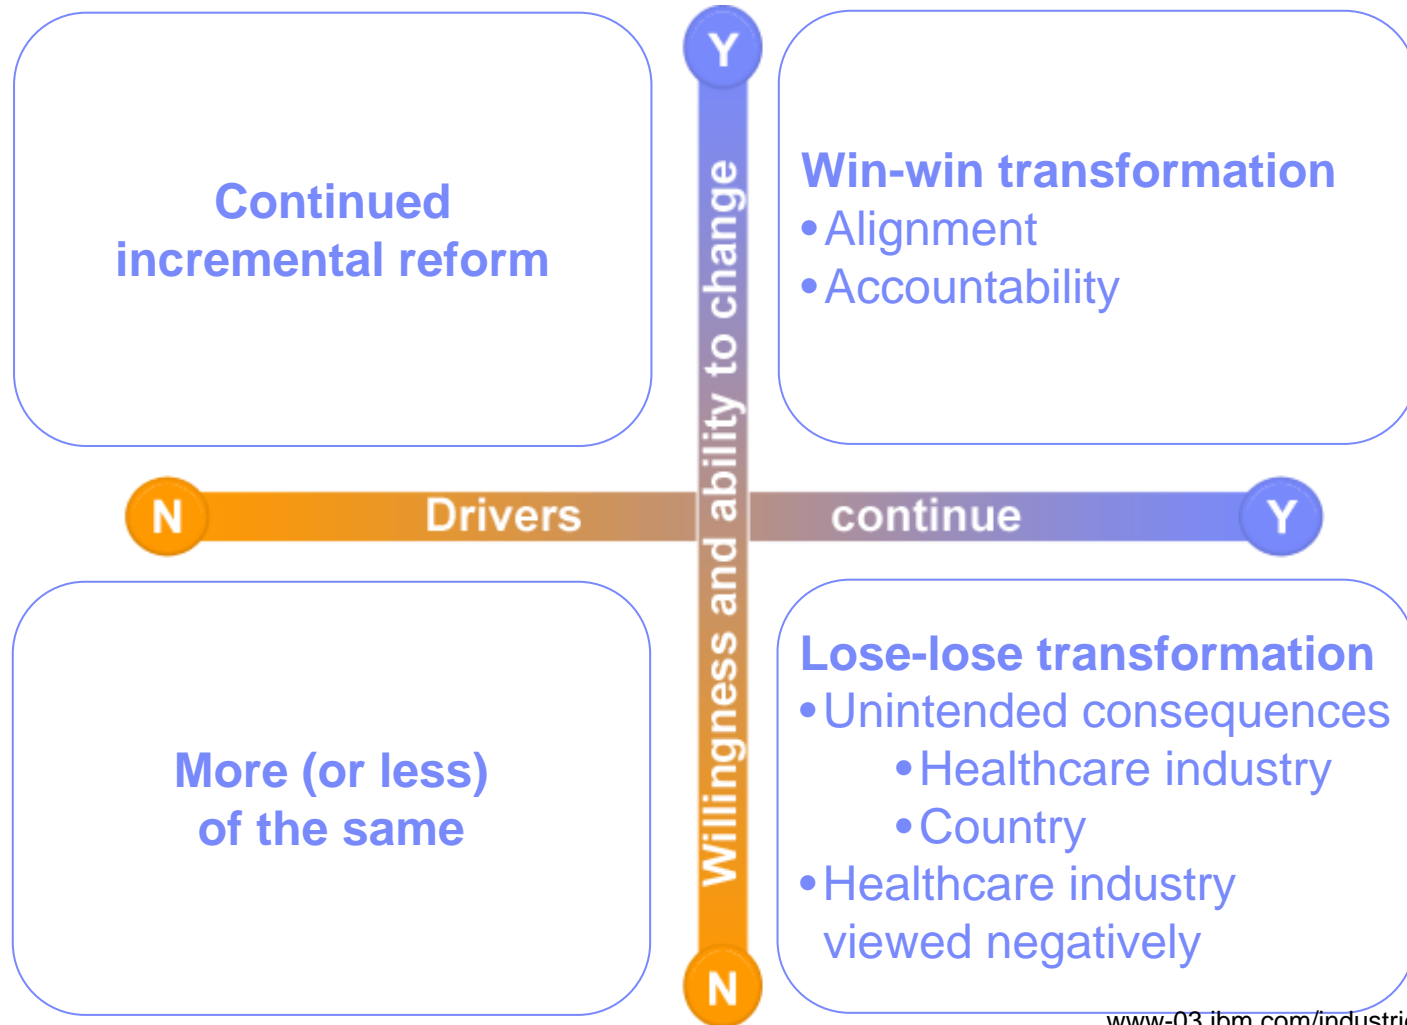 Y
Continued
incremental reform
Win-win transformation
•Alignment
•Accountability
Willingness and ability to change
N
Drivers continue
Y
More (or less)
of the same
Lose-lose transformation
•Unintended consequences
•Healthcare industry
•Country
•Healthcare industry
viewed negatively
N